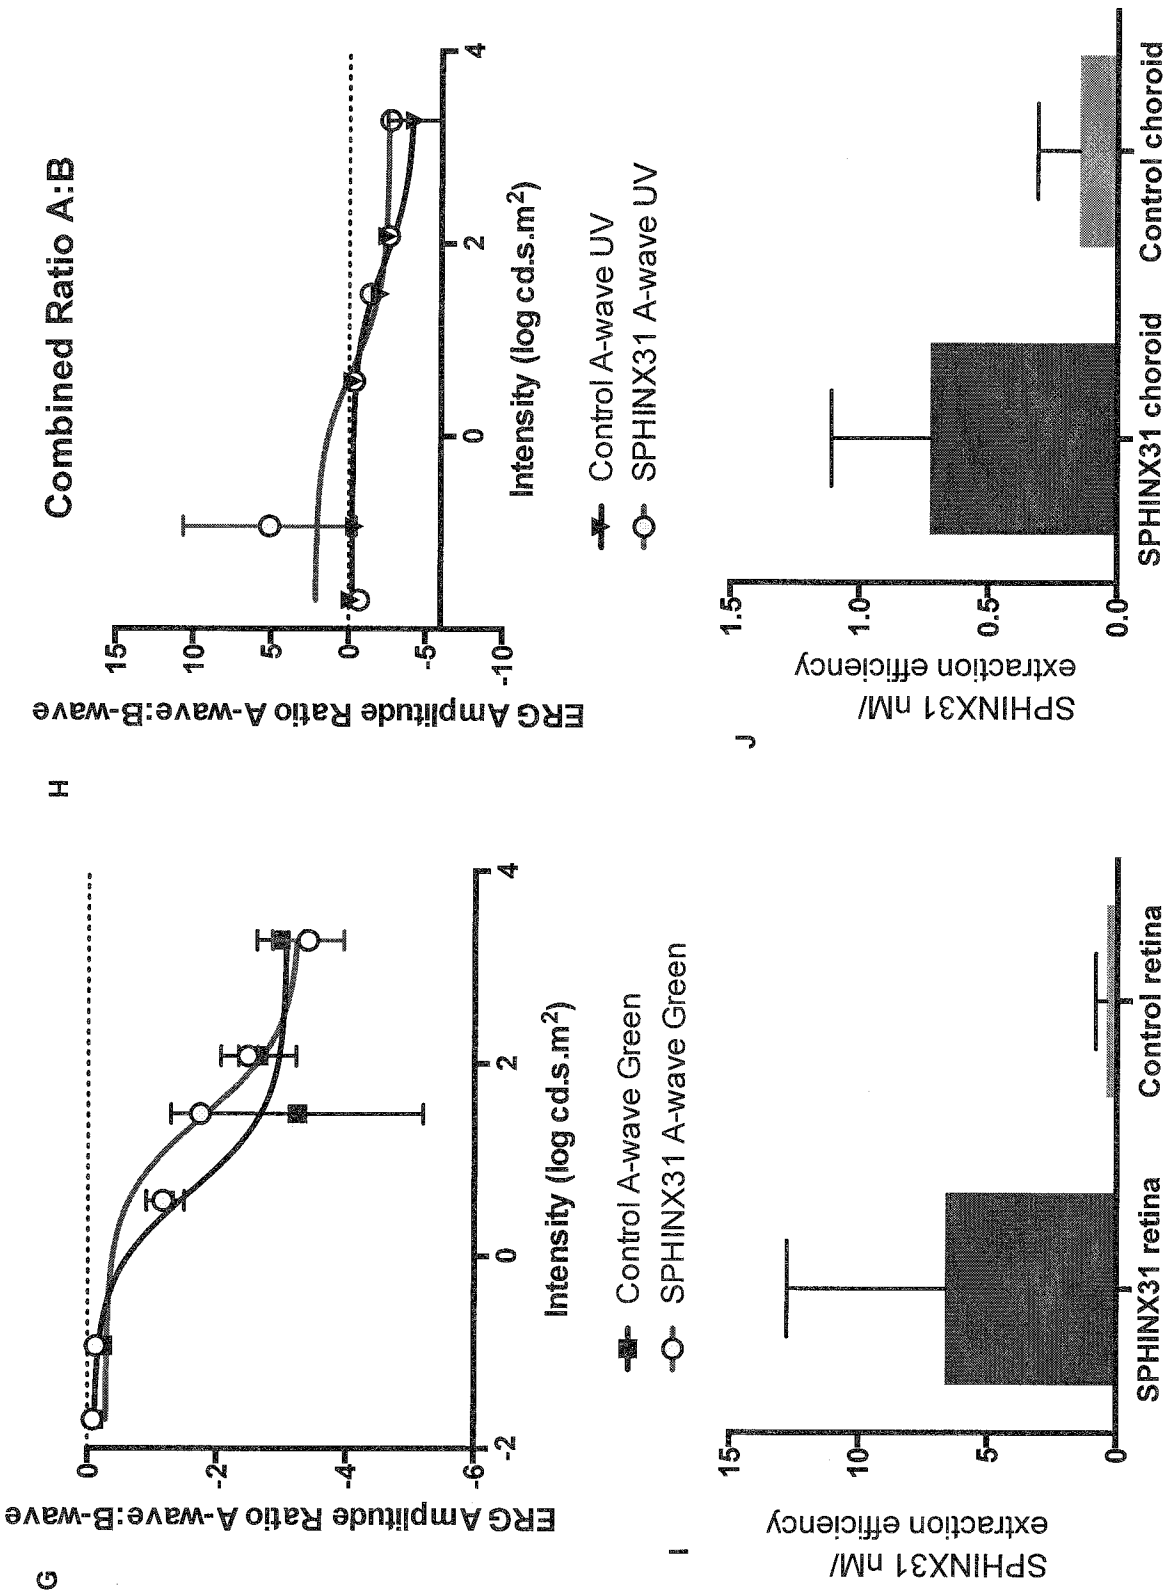 G
ERG Amplitude Ratio A-wave:B-wave
0
-2
-4
-6
-2
0
2
4
Intensity (log cd.s.m2)
Control A-wave Green
SPHINX31 A-wave Green
H
Combined Ratio A:B
ERG Amplitude Ratio A-wave:B-wave
15
10
5
0
-5
-10
0
2
4
Intensity (log cd.s.m2)
Control A-wave UV
SPHINX31 A-wave UV
I
SPHINX31 nM/
extraction efficiency
15
10
5
0
SPHINX31 retina
Control retina
J
SPHINX31 nM/
extraction efficiency
1.5
1.0
0.5
0.0
SPHINX31 choroid
Control choroid